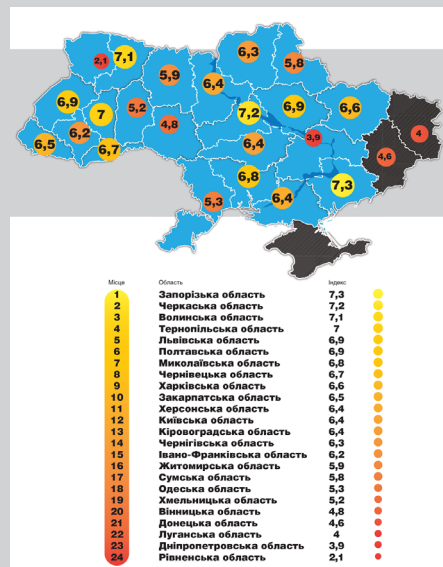 6,3
5,8
2,1
7,1
5,9
6,4
6,9
7
5,2
7,2
6,9
6,6
6,2
4,8
3,9
4
6,5
6,7
6,4
4,6
6,8
7,3
5,3
6,4
Місце Область Індекс
1 Запорізька область 7,3
2 Черкаська область 7,2
3 Волинська область 7,1
4 Тернопільська область 7
5 Львівська область 6,9
6 Полтавська область 6,9
7 Миколаївська область 6,8
8 Чернівецька область 6,7
9 Харківська область 6,6
10 Закарпатська область 6,5
11 Херсонська область 6,4
12 Київська область 6,4
13 Кіровоградська область 6,4
14 Чернігівська область 6,3
15 Івано-Франківська область 6,2
16 Житомирська область 5,9
17 Сумська область 5,8
18 Одеська область 5,3
19 Хмельницька область 5,2
20 Вінницька область 4,8
21 Донецька область 4,6
22 Луганська область 4
23 Дніпропетровська область 3,9
24 Рівненська область 2,1